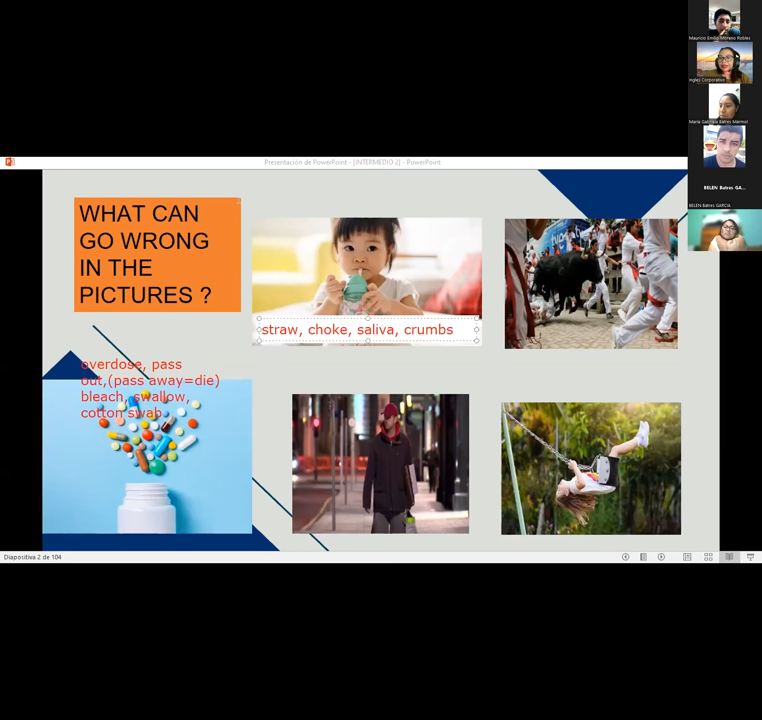 Presentación de PowerPoint - [INTERMEDIO 2] - PowerPoint
WHAT CAN
GO WRONG
IN THE
PICTURES ?
straw, choke, saliva, crumbs
overdose, pass
out,(pass away=die)
bleach, swallow,
cotton swab
Diapositiva 2 de 104
Mauricio Emilio Moreno Robles
Ingles Corporativo
Maria Gabriela Batres Mármol
BELEN Batres GA...
BELEN Batres GARCIA